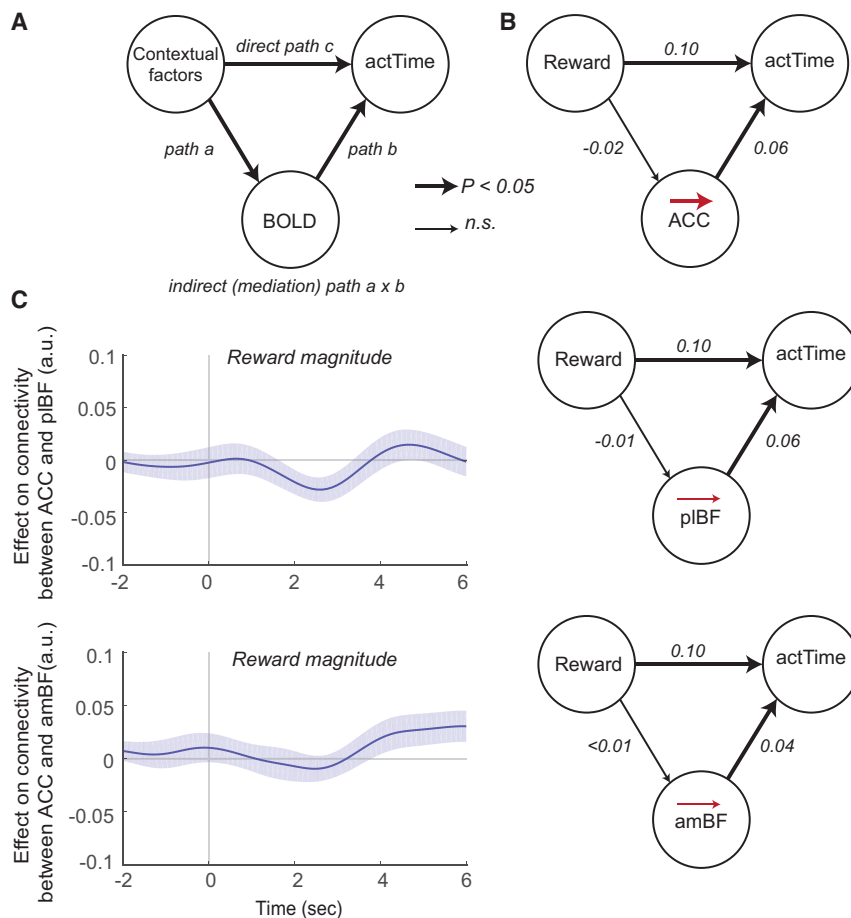 A
Contextual
factors
direct path c
actTime
path a
path b
BOLD
P < 0.05
n.s.
indirect (mediation) path a x b
B
Reward
0.10
actTime
-0.02
0.06
ACC
Reward
0.10
actTime
-0.01
0.06
plBF
Reward
0.10
actTime
<0.01
0.04
amBF
C
Effect on connectivity
between ACC and plBF (a.u.)
Reward magnitude
0.1
0.05
0
-0.05
-0.1
-2
0
2
4
6
Effect on connectivity
between ACC and amBF(a.u.)
Reward magnitude
0.1
0.05
0
-0.05
-0.1
-2
0
2
4
6
Time (sec)